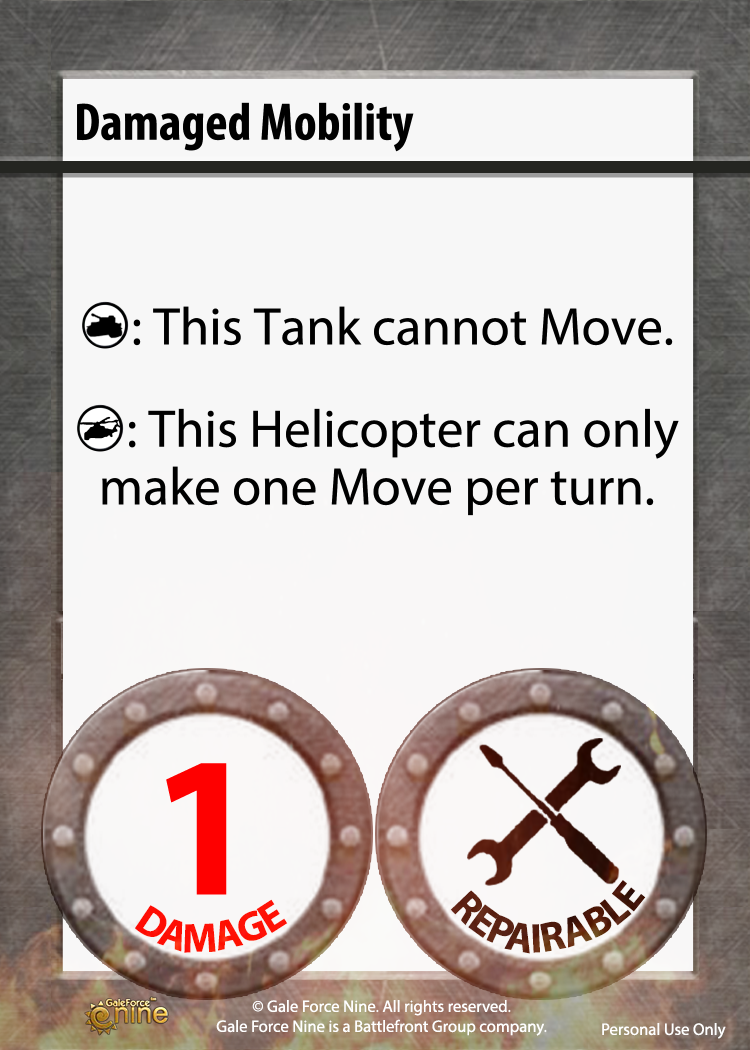 Damaged Mobility
: This Tank cannot Move.
: This Helicopter can only
make one Move per turn.
1
DAMAGE
REPAIRABLE
GaleForce™
nine
© Gale Force Nine. All rights reserved.
Gale Force Nine is a Battlefront Group company.
Personal Use Only